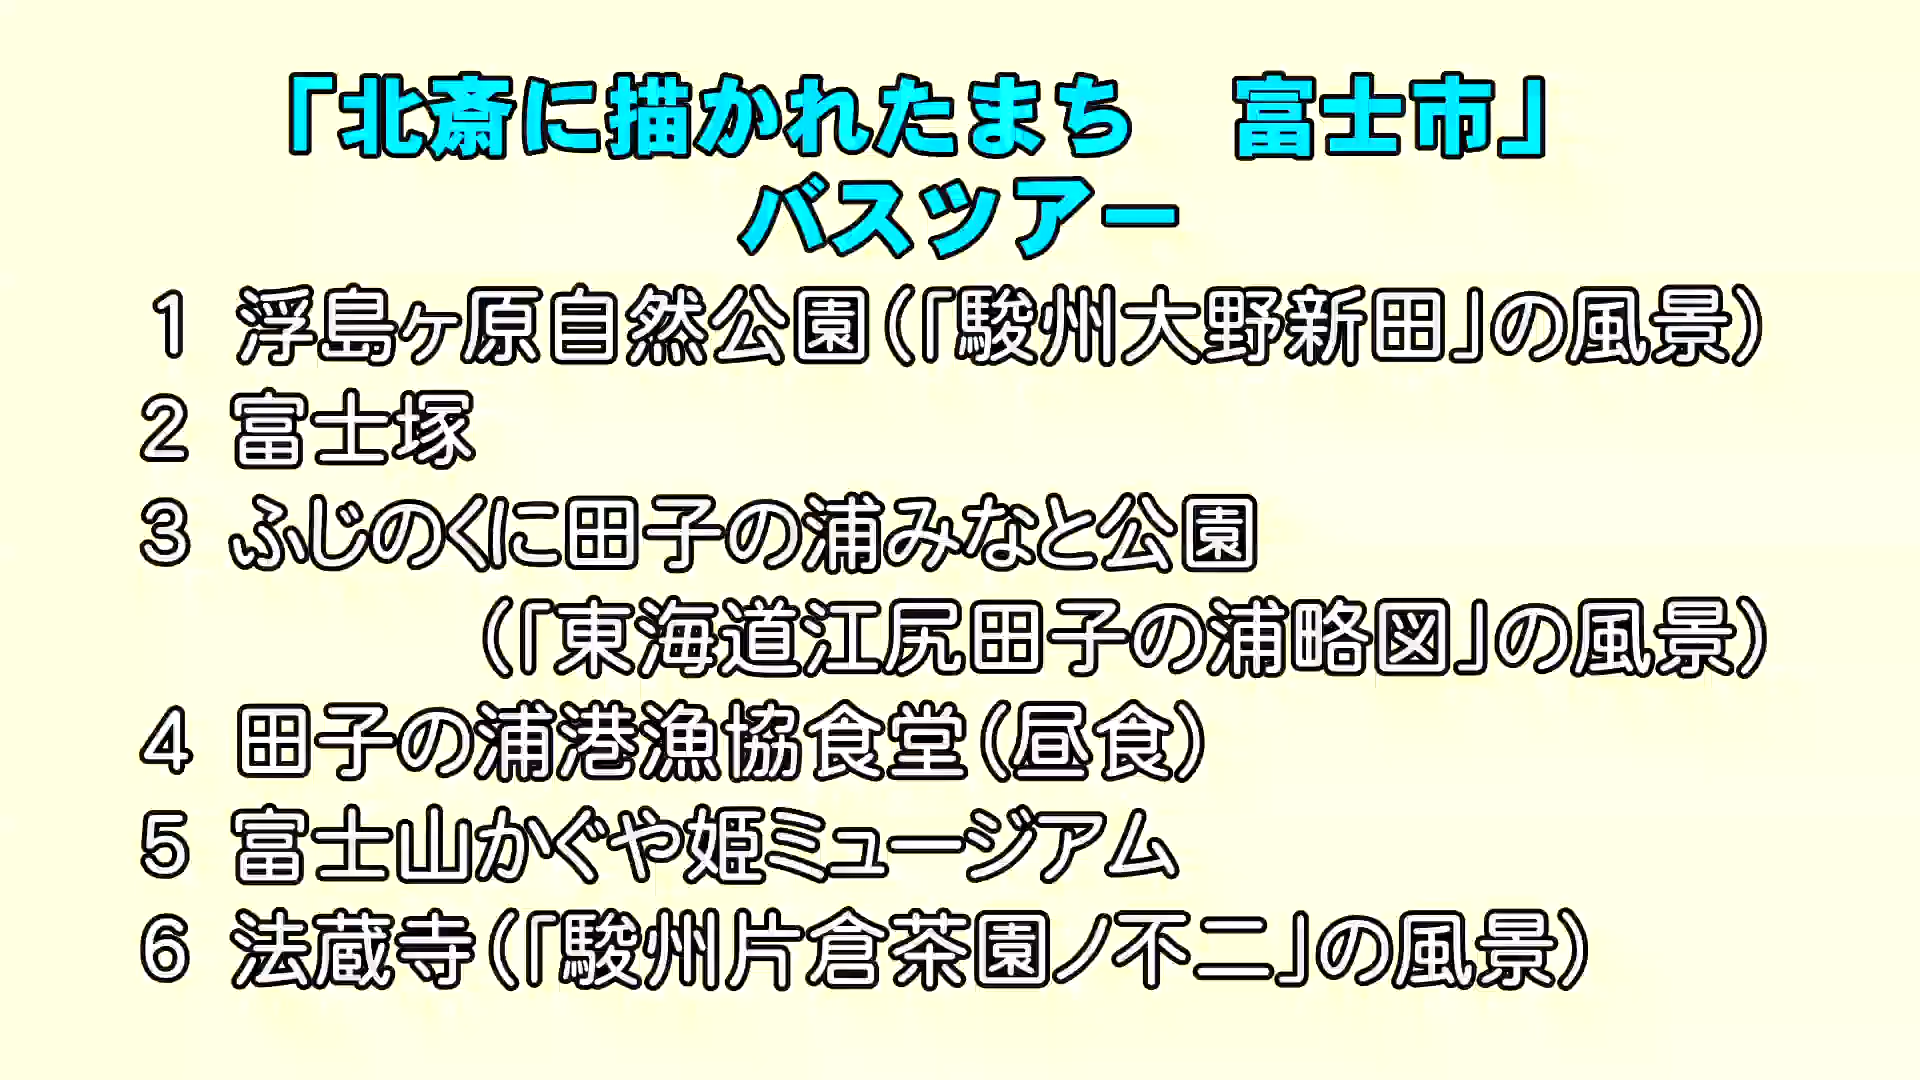 「北斎に描かれたまち　富士市」
バスツアー
1 浮島ヶ原自然公園(「駿州大野新田」の風景)
2 富士塚
3 ふじのくに田子の浦みなと公園
(「東海道江尻田子の浦略図」の風景)
4 田子の浦港漁協食堂(昼食)
5 富士山かぐや姫ミュージアム
6 法蔵寺(「駿州片倉茶園ノ不二」の風景)